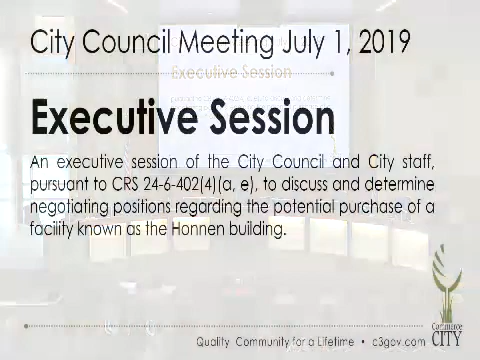 City Council Meeting July 1, 2019
Executive Session
Executive Session
An executive session of the City Council and City staff,
pursuant to CRS 24-6-402(4)(a, e), to discuss and determine
negotiating positions regarding the potential purchase of a
facility known as the Honnen building.
Commerce
CITY
Quality Community for a Lifetime • c3gov.com